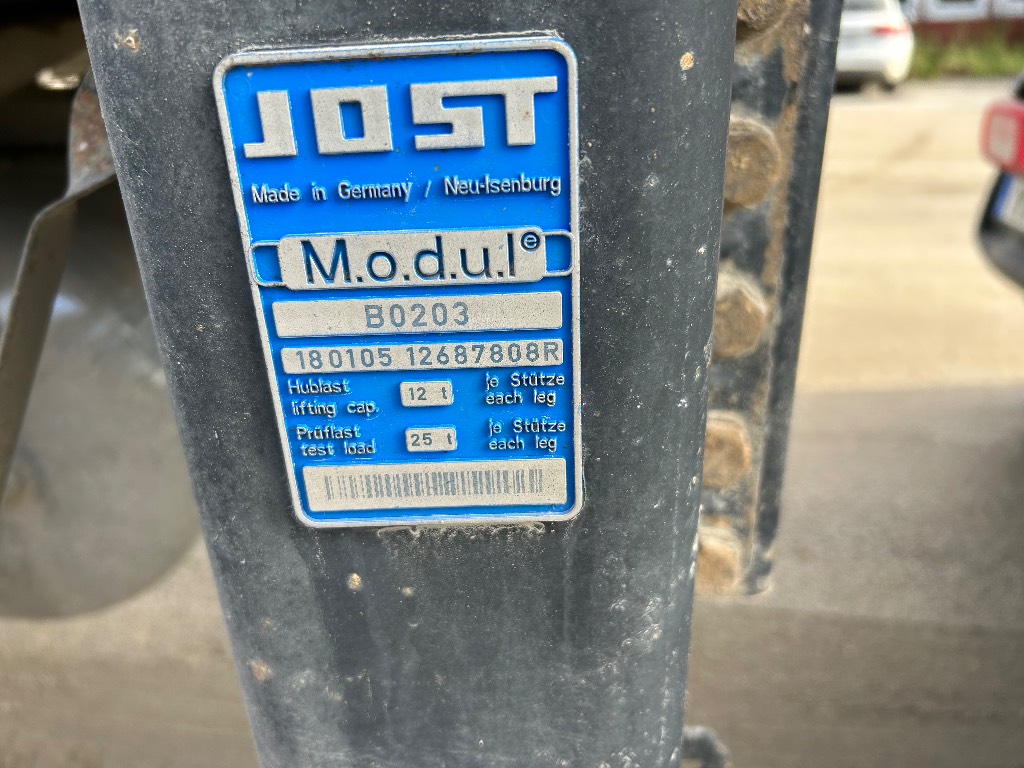 JOST
Made in Germany / Neu-Isenburg
M.o.d.u.l e
B0203
180105 12687808R
Hublast 12 t je Stütze
lifting cap. each leg
Prüflast 25 t je Stütze
test load each leg